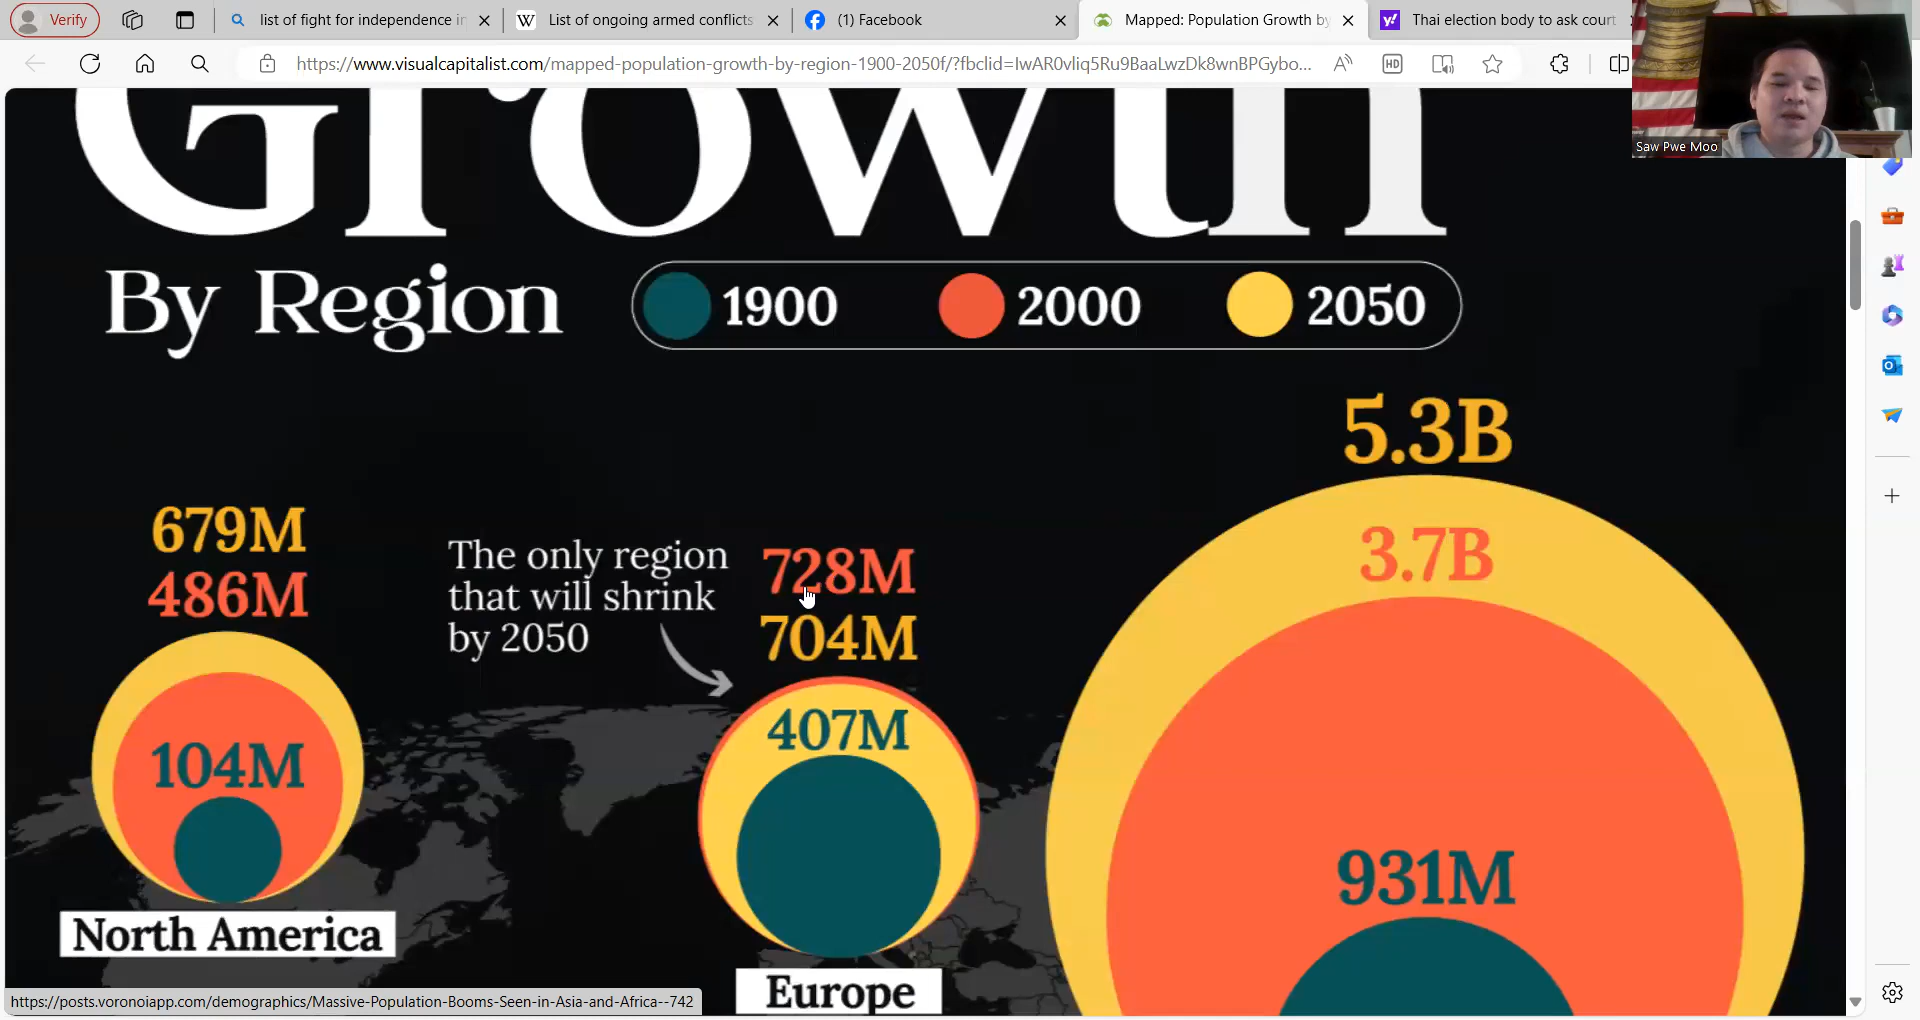 Verify
list of fight for independence in
List of ongoing armed conflicts
(1) Facebook
Mapped: Population Growth by
Thai election body to ask court
https://www.visualcapitalist.com/mapped-population-growth-by-region-1900-2050f/?fbclid=IwAR0vliq5Ru9BaaLwzDk8wnBPGybo...
HD
Saw Pwe Moo
Growth
By Region
1900
2000
2050
5.3B
3.7B
931M
679M
486M
104M
North America
The only region
that will shrink
by 2050
728M
704M
407M
Europe
https://posts.voronoiapp.com/demographics/Massive-Population-Booms-Seen-in-Asia-and-Africa--742